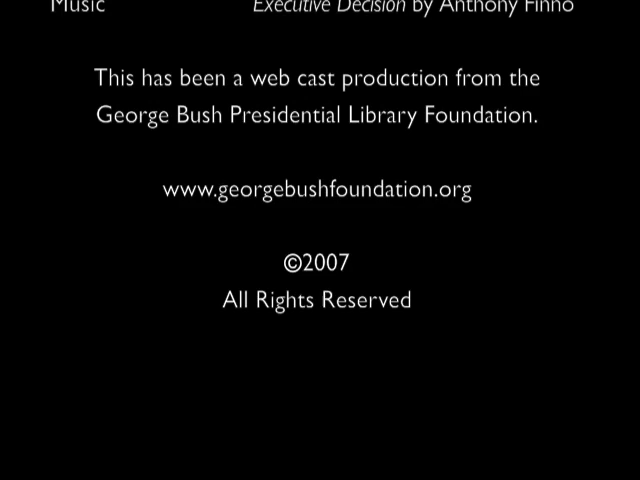 Music Executive Decision by Anthony Finno
This has been a web cast production from the
George Bush Presidential Library Foundation.
www.georgebushfoundation.org
©2007
All Rights Reserved